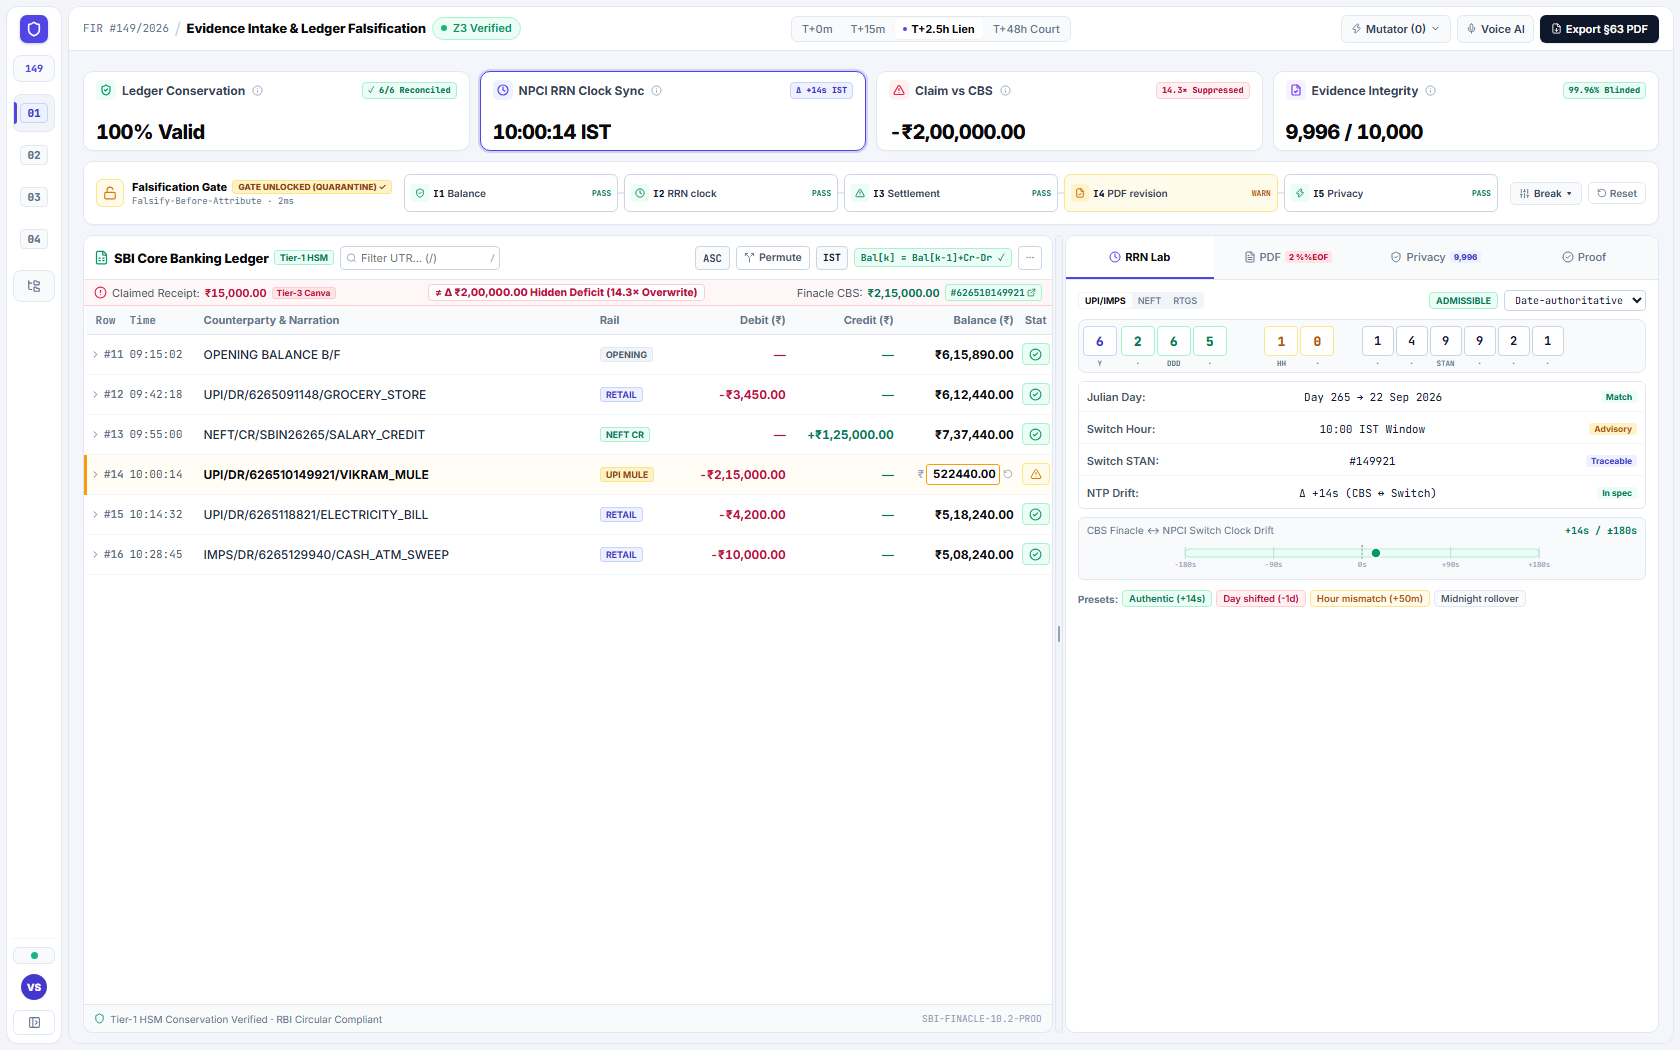 FIR #149/2026 / Evidence Intake & Ledger Falsification Z3 Verified
T+0m T+15m • T+2.5h Lien T+48h Court
Mutator (0) Voice AI Export §63 PDF
149
01
02
03
04
VS
Ledger Conservation ✓ 6/6 Reconciled
100% Valid
NPCI RRN Clock Sync Δ +14s IST
10:00:14 IST
Claim vs CBS 14.3× Suppressed
-₹2,00,000.00
Evidence Integrity 99.96% Blinded
9,996 / 10,000
Falsification Gate GATE UNLOCKED (QUARANTINE) ✓
Falsify-Before-Attribute · 2ms
I1 Balance PASS
I2 RRN clock PASS
I3 Settlement PASS
I4 PDF revision WARN
I5 Privacy PASS
Break ▾ Reset
SBI Core Banking Ledger Tier-1 HSM Filter UTR... (/) /
ASC Permute IST Bal[k] = Bal[k-1]+Cr-Dr ✓ ...
Claimed Receipt: ₹15,000.00 Tier-3 Canva ≠ Δ ₹2,00,000.00 Hidden Deficit (14.3× Overwrite) Finacle CBS: ₹2,15,000.00 #626510149921
Row Time Counterparty & Narration Rail Debit (₹) Credit (₹) Balance (₹) Stat
#11 09:15:02 OPENING BALANCE B/F OPENING — — ₹6,15,890.00
#12 09:42:18 UPI/DR/6265091148/GROCERY_STORE RETAIL -₹3,450.00 — ₹6,12,440.00
#13 09:55:00 NEFT/CR/SBIN26265/SALARY_CREDIT NEFT CR — +₹1,25,000.00 ₹7,37,440.00
#14 10:00:14 UPI/DR/626510149921/VIKRAM_MULE UPI MULE -₹2,15,000.00 — ₹ 522440.00
#15 10:14:32 UPI/DR/6265118821/ELECTRICITY_BILL RETAIL -₹4,200.00 — ₹5,18,240.00
#16 10:28:45 IMPS/DR/6265129940/CASH_ATM_SWEEP RETAIL -₹10,000.00 — ₹5,08,240.00
Tier-1 HSM Conservation Verified · RBI Circular Compliant SBI-FINACLE-10.2-PROD
RRN Lab PDF 2 %%EOF Privacy 9,996 Proof
UPI/IMPS NEFT RTGS ADMISSIBLE Date-authoritative
6 2 6 5 1 0 1 4 9 9 2 1
Y · DDD · HH · · · STAN · · ·
Julian Day: Day 265 → 22 Sep 2026 Match
Switch Hour: 10:00 IST Window Advisory
Switch STAN: #149921 Traceable
NTP Drift: Δ +14s (CBS ↔ Switch) In spec
CBS Finacle ↔ NPCI Switch Clock Drift +14s / ±180s
-180s -90s 0s +90s +180s
Presets: Authentic (+14s) Day shifted (-1d) Hour mismatch (+50m) Midnight rollover